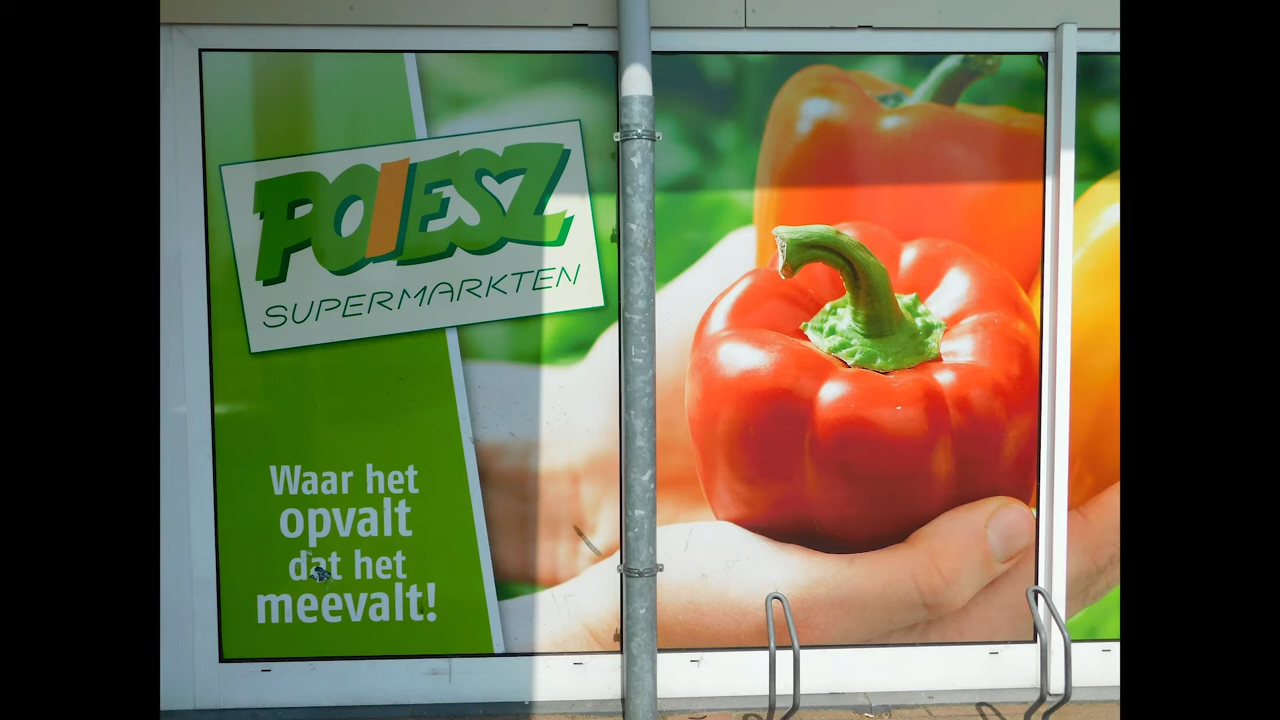 POIESZ
SUPERMARKTEN
Waar het
opvalt
dat het
meevalt!